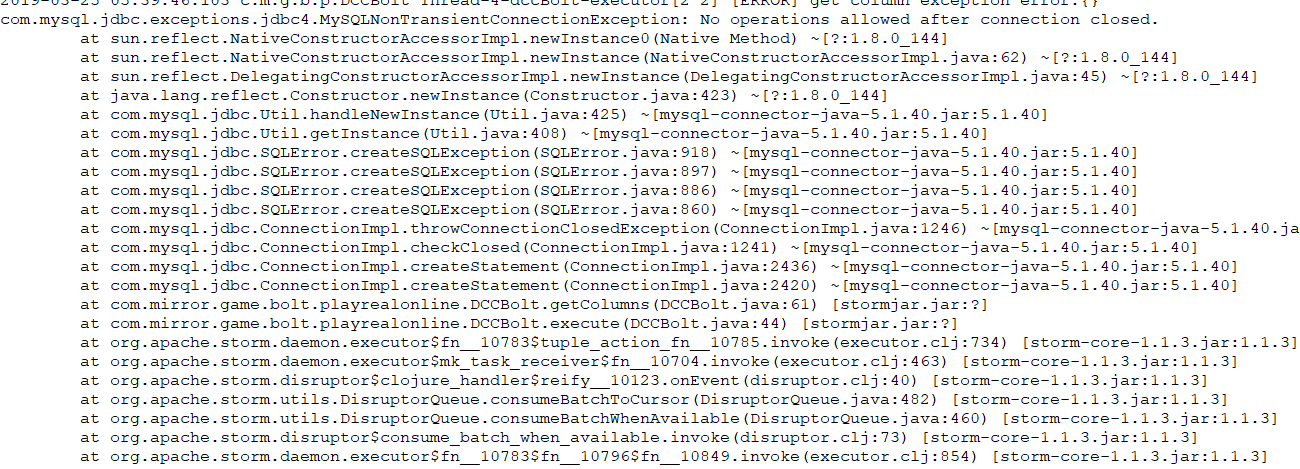 2019-03-25 05:39:46.103 c.m.g.b.p.DCCBolt Thread-4-dccBolt-executor[2 2] [ERROR] get column exception error:{}
com.mysql.jdbc.exceptions.jdbc4.MySQLNonTransientConnectionException: No operations allowed after connection closed.
at sun.reflect.NativeConstructorAccessorImpl.newInstance0(Native Method) ~[?:1.8.0_144]
at sun.reflect.NativeConstructorAccessorImpl.newInstance(NativeConstructorAccessorImpl.java:62) ~[?:1.8.0_144]
at sun.reflect.DelegatingConstructorAccessorImpl.newInstance(DelegatingConstructorAccessorImpl.java:45) ~[?:1.8.0_144]
at java.lang.reflect.Constructor.newInstance(Constructor.java:423) ~[?:1.8.0_144]
at com.mysql.jdbc.Util.handleNewInstance(Util.java:425) ~[mysql-connector-java-5.1.40.jar:5.1.40]
at com.mysql.jdbc.Util.getInstance(Util.java:408) ~[mysql-connector-java-5.1.40.jar:5.1.40]
at com.mysql.jdbc.SQLError.createSQLException(SQLError.java:918) ~[mysql-connector-java-5.1.40.jar:5.1.40]
at com.mysql.jdbc.SQLError.createSQLException(SQLError.java:897) ~[mysql-connector-java-5.1.40.jar:5.1.40]
at com.mysql.jdbc.SQLError.createSQLException(SQLError.java:886) ~[mysql-connector-java-5.1.40.jar:5.1.40]
at com.mysql.jdbc.SQLError.createSQLException(SQLError.java:860) ~[mysql-connector-java-5.1.40.jar:5.1.40]
at com.mysql.jdbc.ConnectionImpl.throwConnectionClosedException(ConnectionImpl.java:1246) ~[mysql-connector-java-5.1.40.ja
at com.mysql.jdbc.ConnectionImpl.checkClosed(ConnectionImpl.java:1241) ~[mysql-connector-java-5.1.40.jar:5.1.40]
at com.mysql.jdbc.ConnectionImpl.createStatement(ConnectionImpl.java:2436) ~[mysql-connector-java-5.1.40.jar:5.1.40]
at com.mysql.jdbc.ConnectionImpl.createStatement(ConnectionImpl.java:2420) ~[mysql-connector-java-5.1.40.jar:5.1.40]
at com.mirror.game.bolt.playrealonline.DCCBolt.getColumns(DCCBolt.java:61) [stormjar.jar:?]
at com.mirror.game.bolt.playrealonline.DCCBolt.execute(DCCBolt.java:44) [stormjar.jar:?]
at org.apache.storm.daemon.executor$fn__10783$tuple_action_fn__10785.invoke(executor.clj:734) [storm-core-1.1.3.jar:1.1.3]
at org.apache.storm.daemon.executor$mk_task_receiver$fn__10704.invoke(executor.clj:463) [storm-core-1.1.3.jar:1.1.3]
at org.apache.storm.disruptor$clojure_handler$reify__10123.onEvent(disruptor.clj:40) [storm-core-1.1.3.jar:1.1.3]
at org.apache.storm.utils.DisruptorQueue.consumeBatchToCursor(DisruptorQueue.java:482) [storm-core-1.1.3.jar:1.1.3]
at org.apache.storm.utils.DisruptorQueue.consumeBatchWhenAvailable(DisruptorQueue.java:460) [storm-core-1.1.3.jar:1.1.3]
at org.apache.storm.disruptor$consume_batch_when_available.invoke(disruptor.clj:73) [storm-core-1.1.3.jar:1.1.3]
at org.apache.storm.daemon.executor$fn__10783$fn__10796$fn__10849.invoke(executor.clj:854) [storm-core-1.1.3.jar:1.1.3]